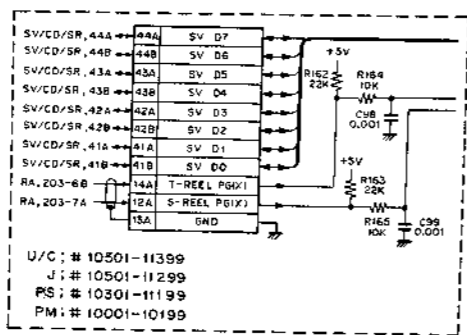 SV/CD/SR,44A 44A SV D7
SV/CD/SR,44B 44B SV D6
SV/CD/SR,43A 43A SV D5
SV/CD/SR,43B 43B SV D4
SV/CD/SR,42A 42A SV D3
SV/CD/SR,42B 42B SV D2
SV/CD/SR,41A 41A SV D1
SV/CD/SR,41B 41B SV D0
RA,203-6B 14A T-REEL PG(X)
RA,203-7A 12A S-REEL PG(X)
13A GND
+5V
R162 22K
R164 10K
C98 0.001
+5V
R163 22K
R165 10K
C99 0.001
U/C;# 10501-11399
J;# 10501-11299
PS;# 10301-11199
PM;# 10001-10199